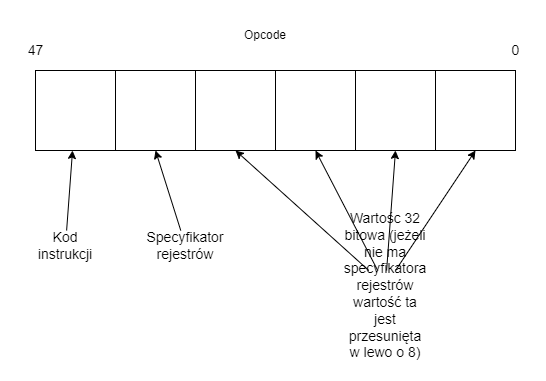 Opcode
47
0
Kod
instrukcji
Specyfikator
rejestrów
Wartość 32
bitowa (jeżeli
nie ma
specyfikatora
rejestrów
wartość ta
jest
przesunięta
w lewo o 8)